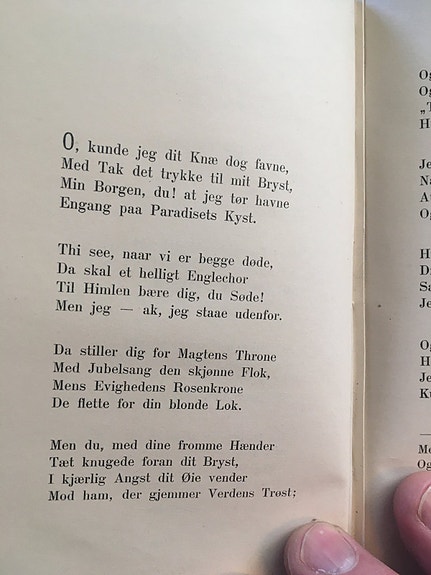 O, kunde jeg dit Knæ dog favne,
Med Tak det trykke til mit Bryst,
Min Borgen, du! at jeg tør havne
Engang paa Paradisets Kyst.
Thi see, naar vi er begge døde,
Da skal et helligt Englechor
Til Himlen bære dig, du Søde!
Men jeg — ak, jeg staae udenfor.
Da stiller dig for Magtens Throne
Med Jubelsang den skjønne Flok,
Mens Evighedens Rosenkrone
De flette for din blonde Lok.
Men du, med dine fromme Hænder
Tæt knugede foran dit Bryst,
I kjærlig Angst dit Øie vender
Mod ham, der gjemmer Verdens Trøst;